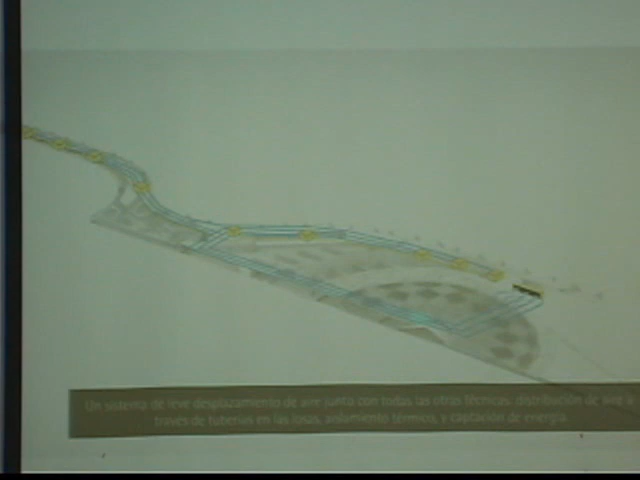 Un sistema de leve desplazamiento de aire junto con todas las otras técnicas: distribución de aire a
través de tuberías en las losas, aislamiento térmico, y captación de energía.